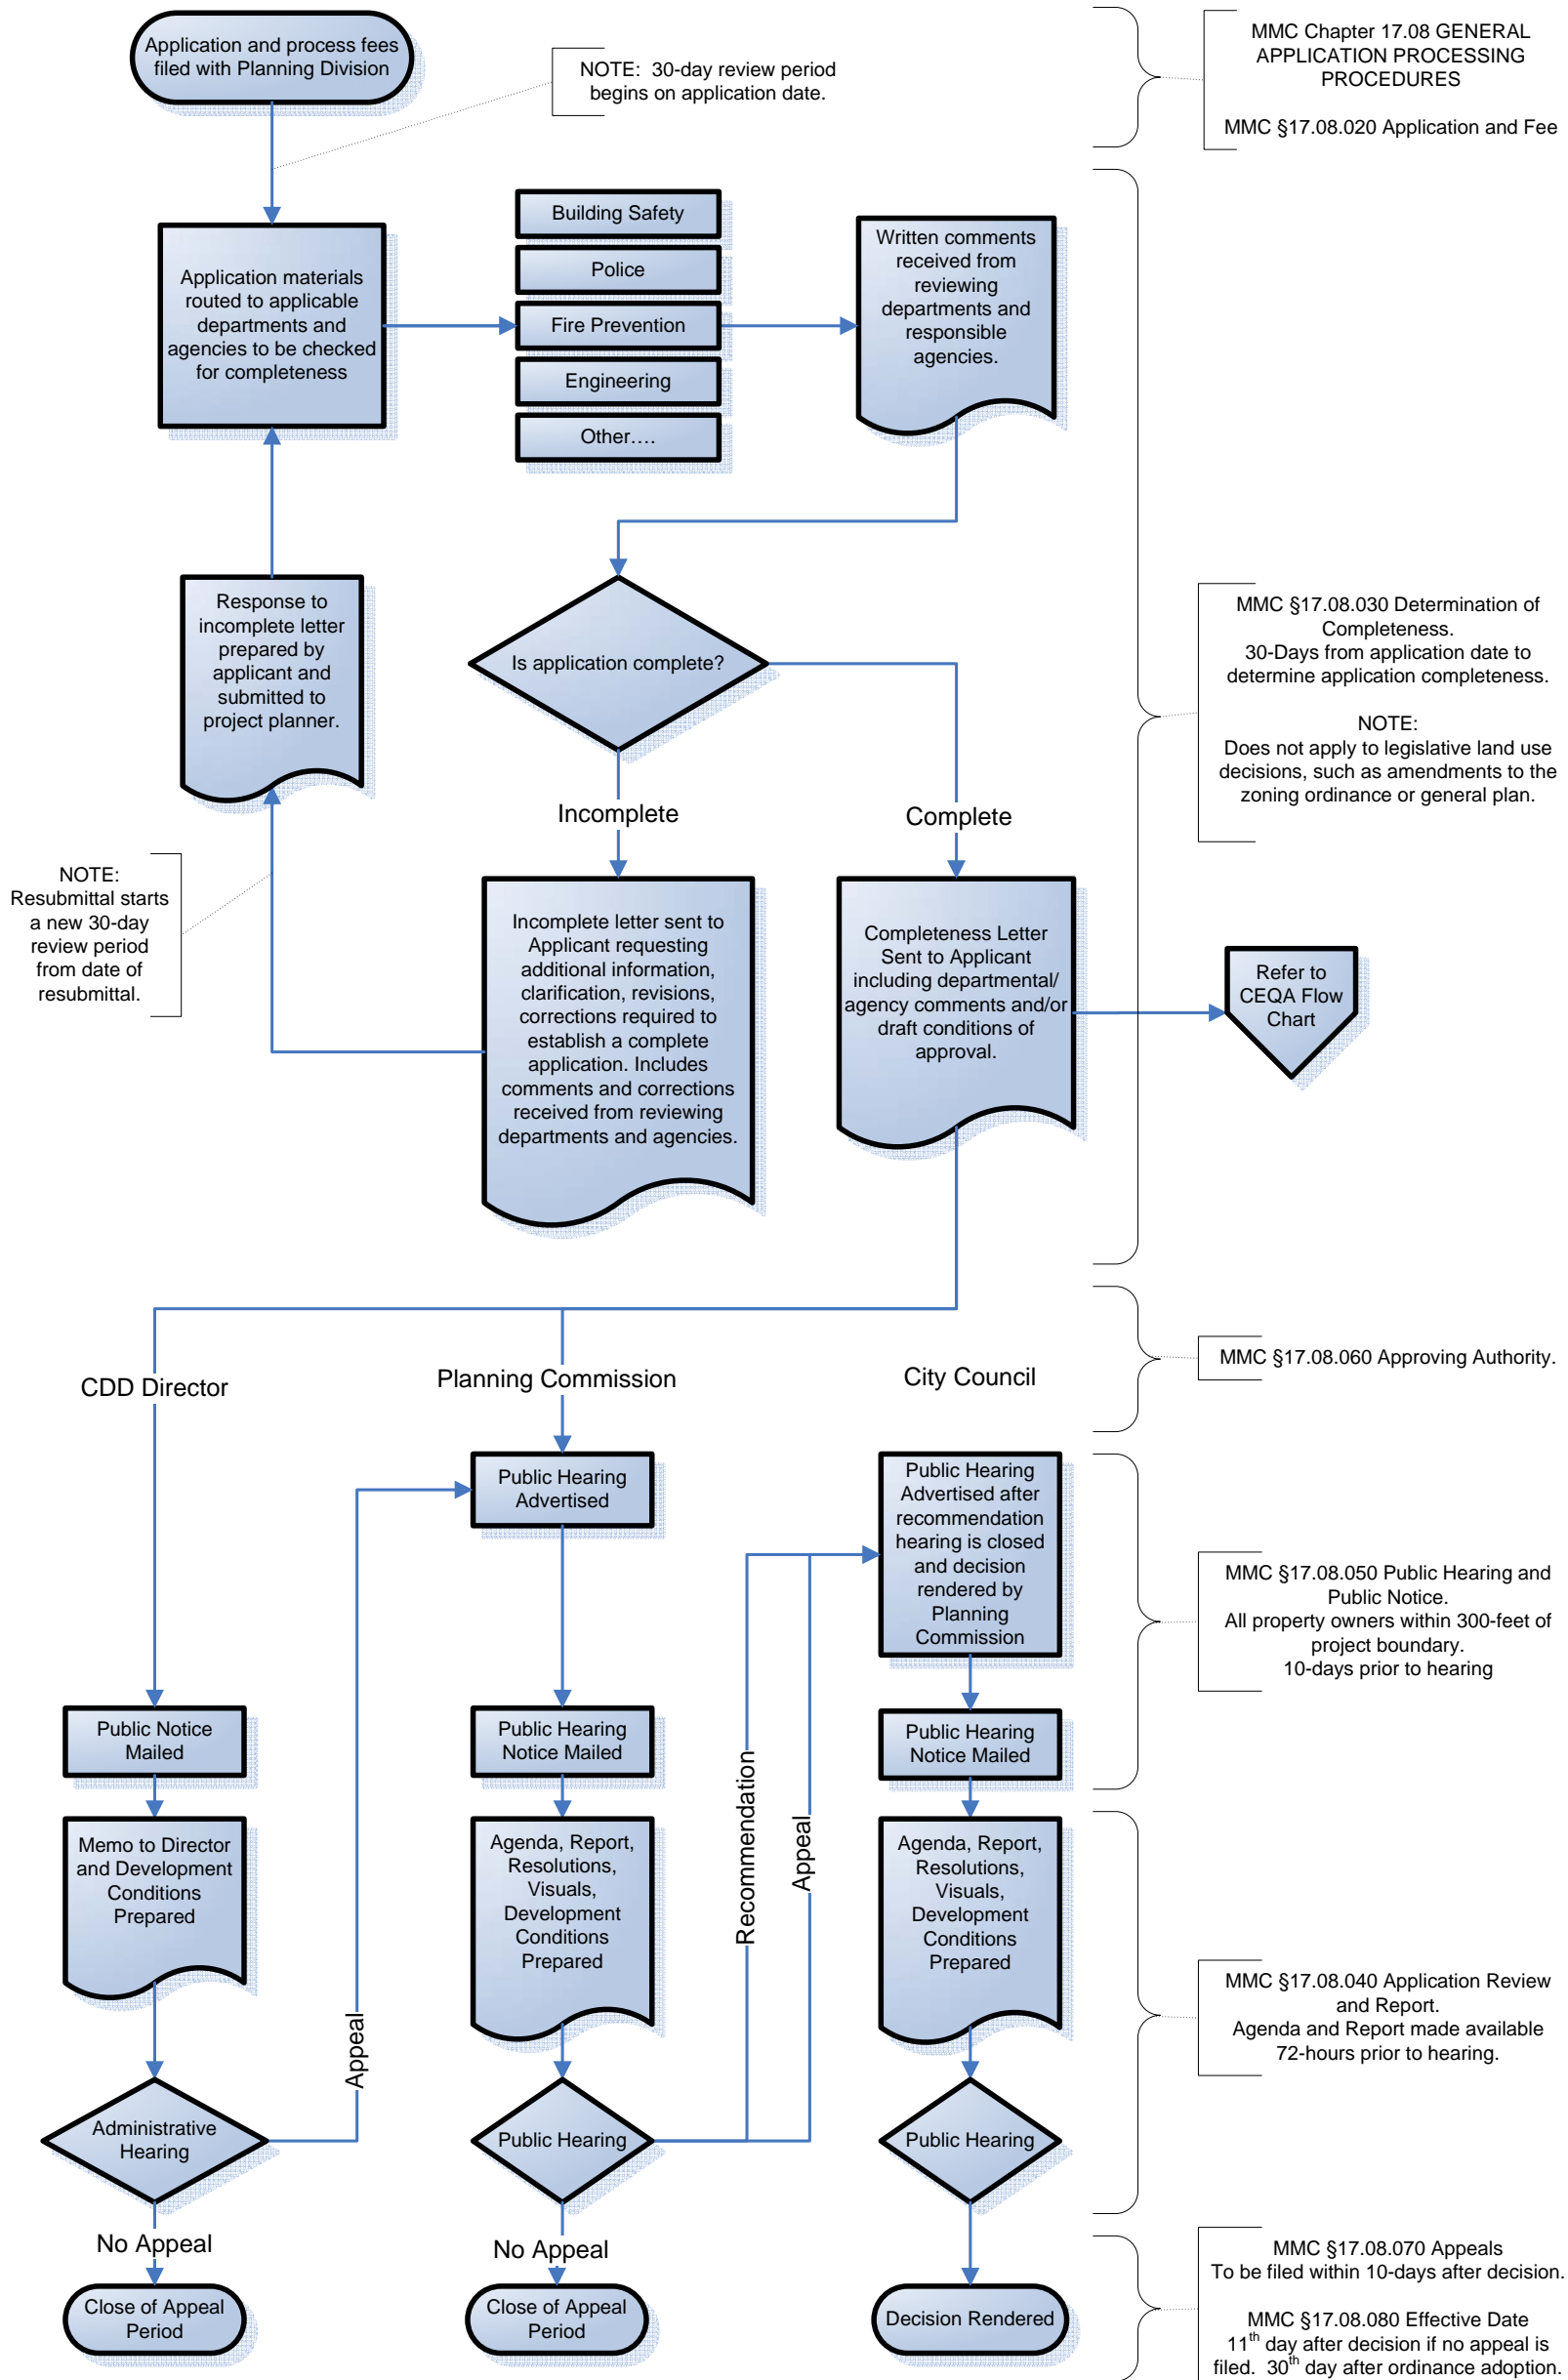 Application and process fees
filed with Planning Division
NOTE:  30-day review period
begins on application date.
MMC Chapter 17.08 GENERAL
APPLICATION PROCESSING
PROCEDURES
MMC §17.08.020 Application and Fee
Application materials
routed to applicable
departments and
agencies to be checked
for completeness
Building Safety
Police
Fire Prevention
Engineering
Other….
Written comments
received from
reviewing
departments and
responsible
agencies.
Response to
incomplete letter
prepared by
applicant and
submitted to
project planner.
Is application complete?
MMC §17.08.030 Determination of
Completeness.
30-Days from application date to
determine application completeness.
NOTE:
Does not apply to legislative land use
decisions, such as amendments to the
zoning ordinance or general plan.
Incomplete
Complete
NOTE:
Resubmittal starts
a new 30-day
review period
from date of
resubmittal.
Incomplete letter sent to
Applicant requesting
additional information,
clarification, revisions,
corrections required to
establish a complete
application. Includes
comments and corrections
received from reviewing
departments and agencies.
Completeness Letter
Sent to Applicant
including departmental/
agency comments and/or
draft conditions of
approval.
Refer to
CEQA Flow
Chart
CDD Director
Planning Commission
City Council
MMC §17.08.060 Approving Authority.
Public Hearing
Advertised
Public Hearing
Advertised after
recommendation
hearing is closed
and decision
rendered by
Planning
Commission
MMC §17.08.050 Public Hearing and
Public Notice.
All property owners within 300-feet of
project boundary.
10-days prior to hearing
Public Notice
Mailed
Public Hearing
Notice Mailed
Public Hearing
Notice Mailed
Recommendation
Appeal
Memo to Director
and Development
Conditions
Prepared
Agenda, Report,
Resolutions,
Visuals,
Development
Conditions
Prepared
Agenda, Report,
Resolutions,
Visuals,
Development
Conditions
Prepared
MMC §17.08.040 Application Review
and Report.
Agenda and Report made available
72-hours prior to hearing.
Appeal
Administrative
Hearing
Public Hearing
Public Hearing
No Appeal
No Appeal
Close of Appeal
Period
Close of Appeal
Period
Decision Rendered
MMC §17.08.070 Appeals
To be filed within 10-days after decision.
MMC §17.08.080 Effective Date
11th day after decision if no appeal is
filed.  30th day after ordinance adoption.